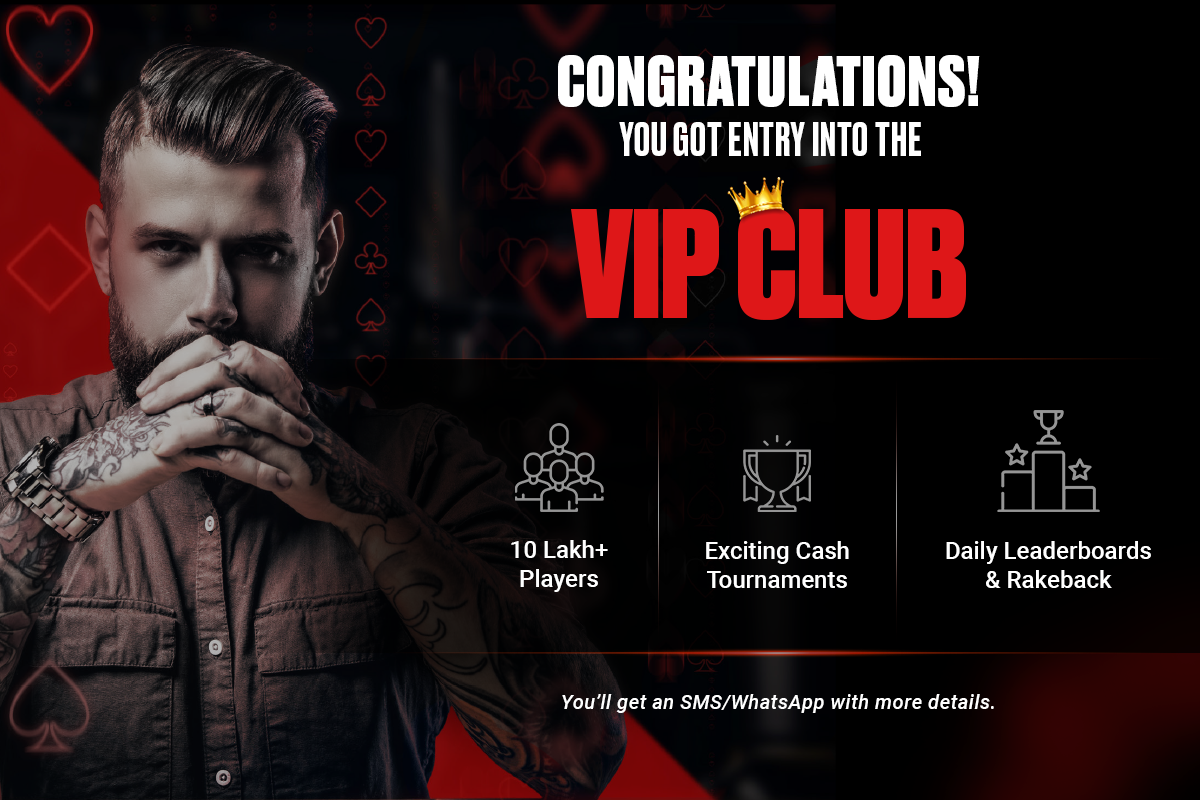 CONGRATULATIONS!
YOU GOT ENTRY INTO THE
VIP CLUB
10 Lakh+
Players
Exciting Cash
Tournaments
Daily Leaderboards
& Rakeback
You’ll get an SMS/WhatsApp with more details.